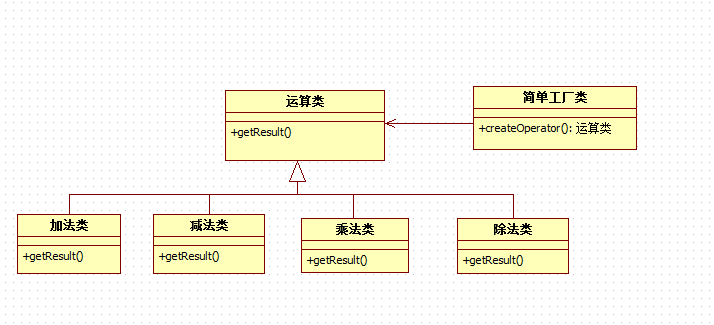 运算类
+getResult()
简单工厂类
+createOperator(): 运算类
加法类
+getResult()
减法类
+getResult()
乘法类
+getResult()
除法类
+getResult()